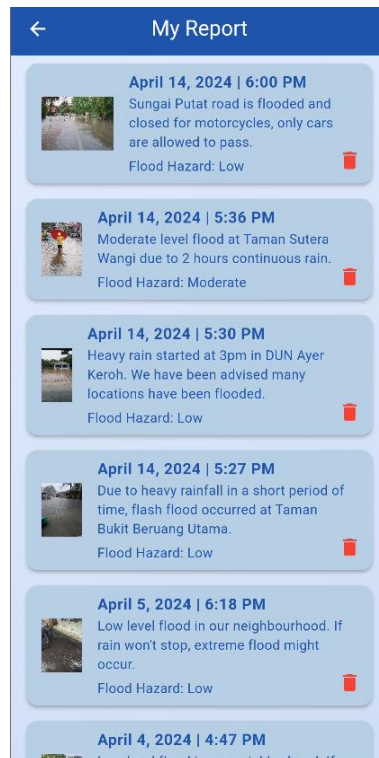 My Report
April 14, 2024 | 6:00 PM
Sungai Putat road is flooded and
closed for motorcycles, only cars
are allowed to pass.
Flood Hazard: Low
April 14, 2024 | 5:36 PM
Moderate level flood at Taman Sutera
Wangi due to 2 hours continuous rain.
Flood Hazard: Moderate
April 14, 2024 | 5:30 PM
Heavy rain started at 3pm in DUN Ayer
Keroh. We have been advised many
locations have been flooded.
Flood Hazard: Low
April 14, 2024 | 5:27 PM
Due to heavy rainfall in a short period of
time, flash flood occurred at Taman
Bukit Beruang Utama.
Flood Hazard: Low
April 5, 2024 | 6:18 PM
Low level flood in our neighbourhood. If
rain won't stop, extreme flood might
occur.
Flood Hazard: Low
April 4, 2024 | 4:47 PM